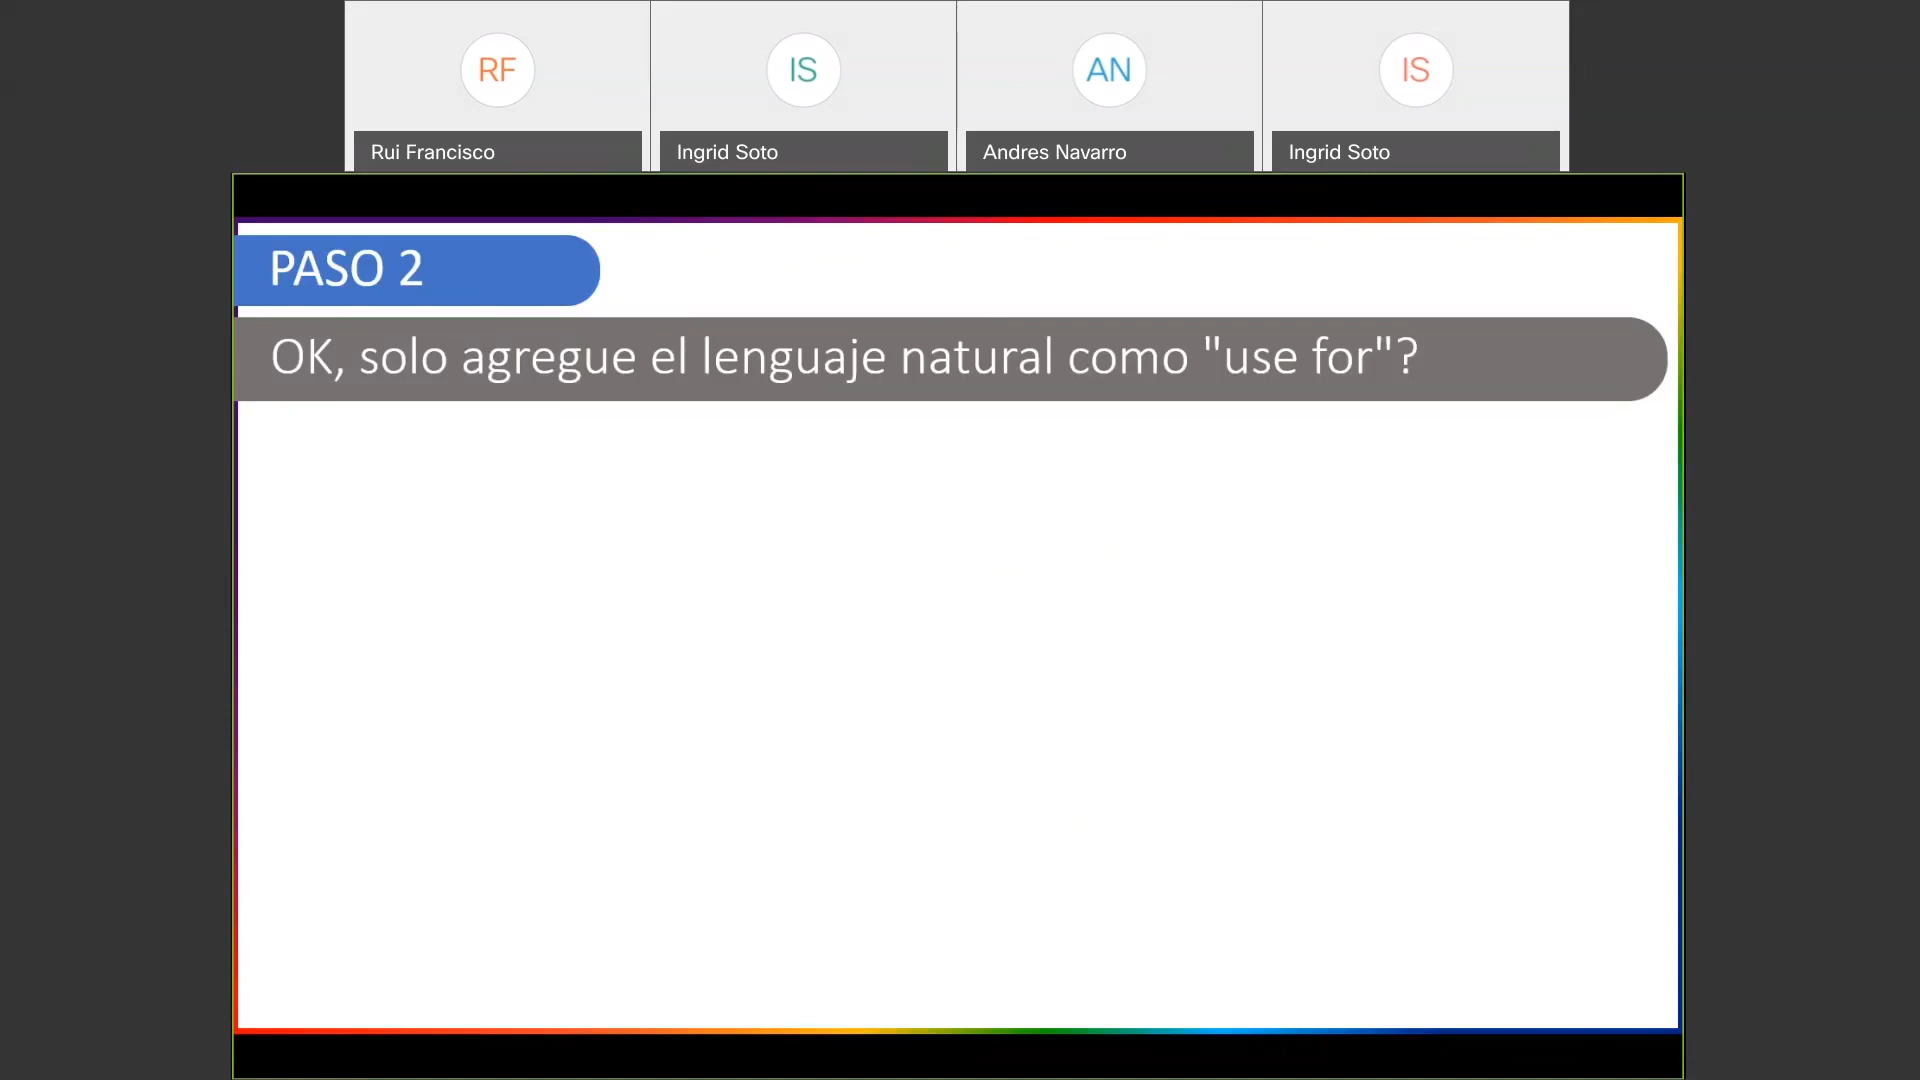 RF
IS
AN
IS
Rui Francisco
Ingrid Soto
Andres Navarro
Ingrid Soto
PASO 2
OK, solo agregue el lenguaje natural como "use for"?